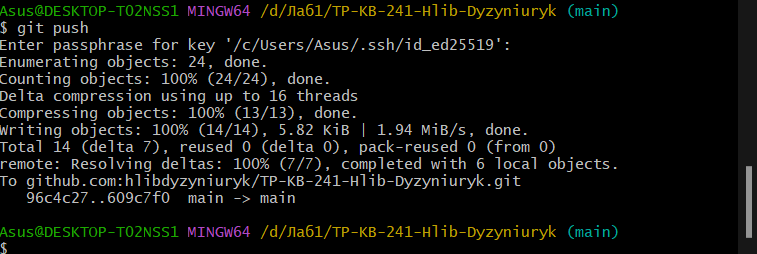 Asus@DESKTOP-TO2NSS1 MINGW64 /d/Лаб1/TP-KB-241-Hlib-Dyzyniuryk (main)
$ git push
Enter passphrase for key '/c/Users/Asus/.ssh/id_ed25519':
Enumerating objects: 24, done.
Counting objects: 100% (24/24), done.
Delta compression using up to 16 threads
Compressing objects: 100% (13/13), done.
Writing objects: 100% (14/14), 5.82 KiB | 1.94 MiB/s, done.
Total 14 (delta 7), reused 0 (delta 0), pack-reused 0 (from 0)
remote: Resolving deltas: 100% (7/7), completed with 6 local objects.
To github.com:hlibdyzyniuryk/TP-KB-241-Hlib-Dyzyniuryk.git
   96c4c27..609c7f0  main -> main
Asus@DESKTOP-TO2NSS1 MINGW64 /d/Лаб1/TP-KB-241-Hlib-Dyzyniuryk (main)
$